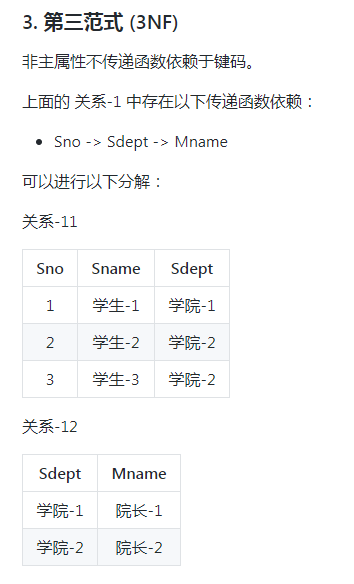 3. 第三范式 (3NF)
非主属性不传递函数依赖于键码。
上面的 关系-1 中存在以下传递函数依赖：
• Sno -> Sdept -> Mname
可以进行以下分解：
关系-11
Sno Sname Sdept
1 学生-1 学院-1
2 学生-2 学院-2
3 学生-3 学院-2
关系-12
Sdept Mname
学院-1 院长-1
学院-2 院长-2